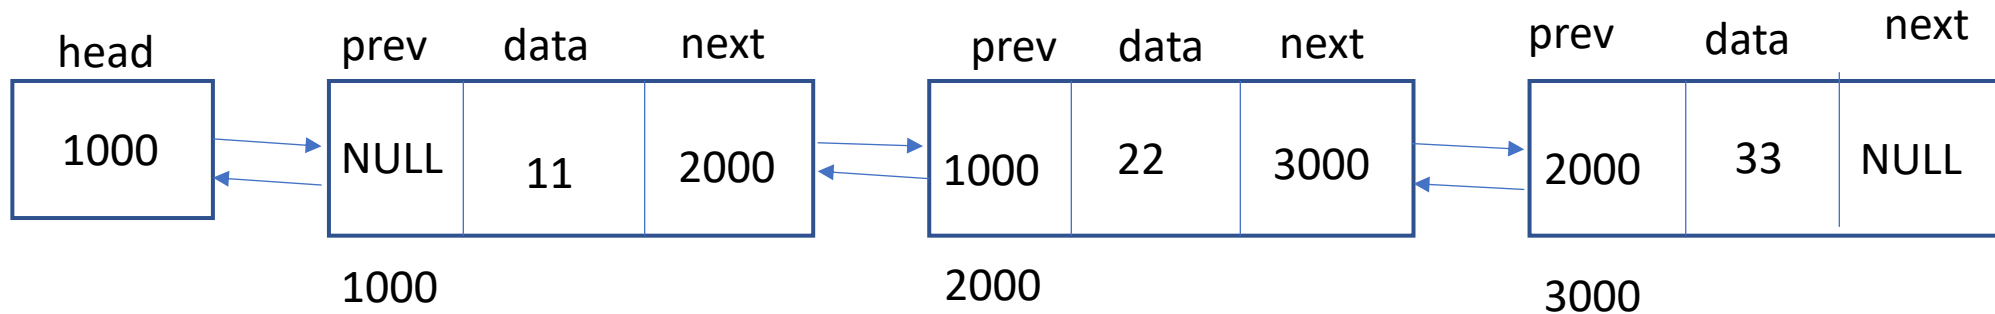 head prev data next prev data next prev data next
1000 NULL 11 2000 1000 22 3000 2000 33 NULL
1000 2000 3000